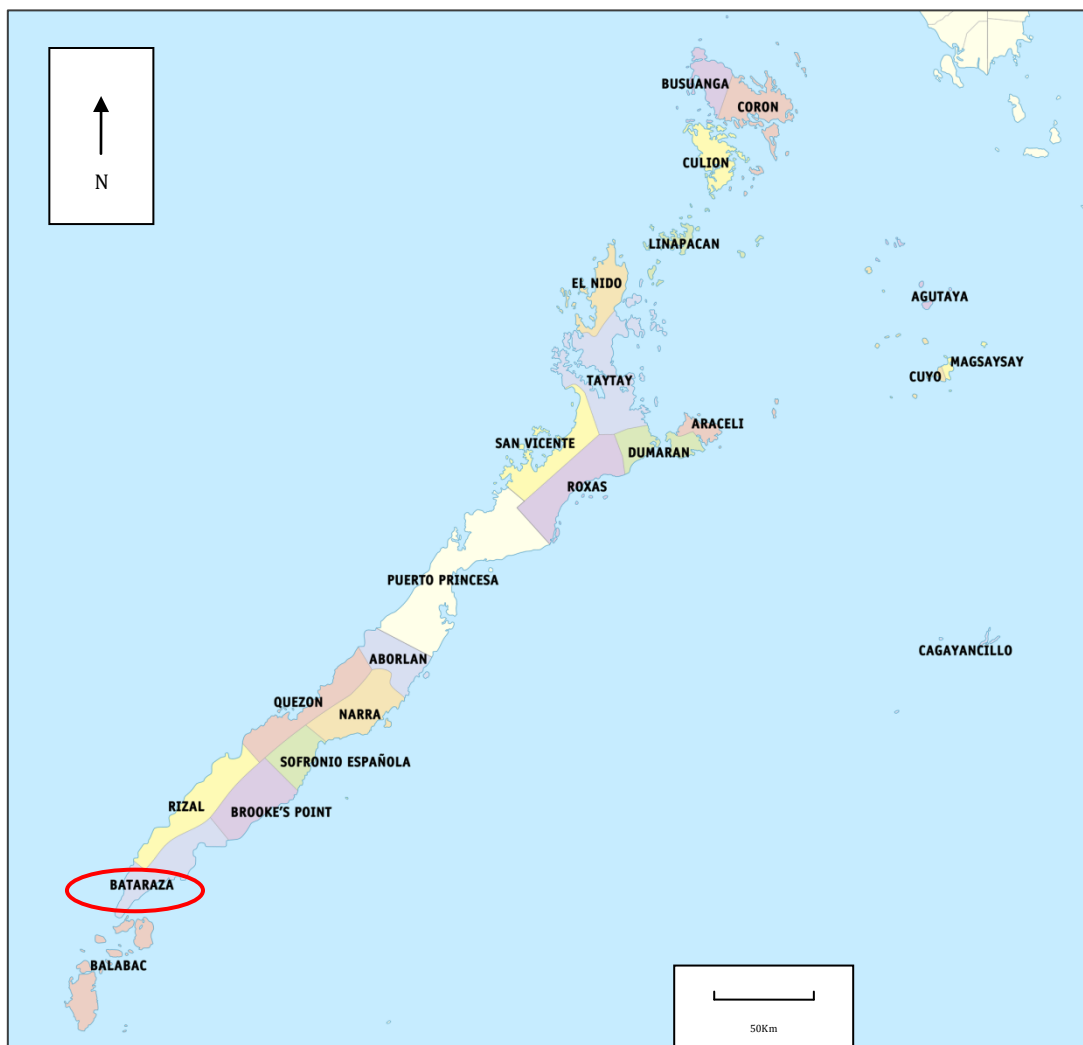 BUSUANGA
CORON
N
CULION
LINAPACAN
EL NIDO
AGUTAYA
MAGSAYSAY
CUYO
TAYTAY
ARACELI
SAN VICENTE
DUMARAN
ROXAS
PUERTO PRINCESA
CAGAYANCILLO
ABORLAN
QUEZON
NARRA
SOFRONIO ESPAÑOLA
RIZAL
BROOKE'S POINT
BATARAZA
BALABAC
50Km